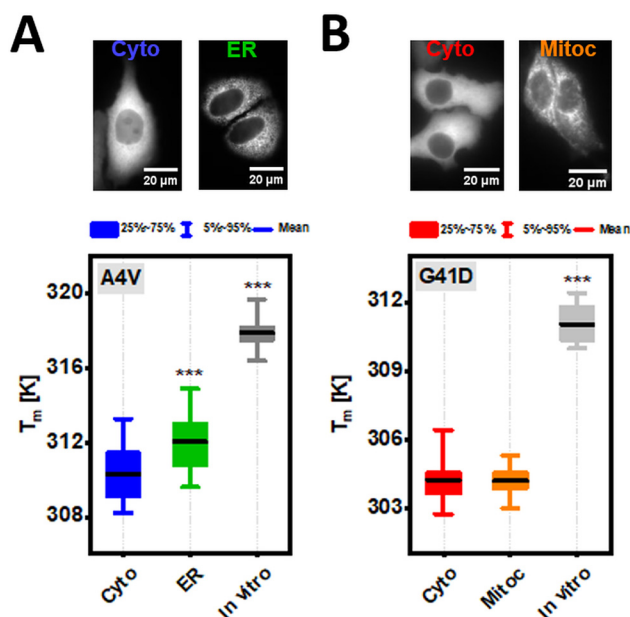 A
B
Cyto
ER
Cyto
Mitoc
20 µm
20 µm
20 µm
20 µm
25%~75% 5%~95% Mean
25%~75% 5%~95% Mean
A4V
G41D
***
***
***
320
316
312
308
312
309
306
303
Tm [K]
Tm [K]
Cyto
ER
In vitro
Cyto
Mitoc
In vitro